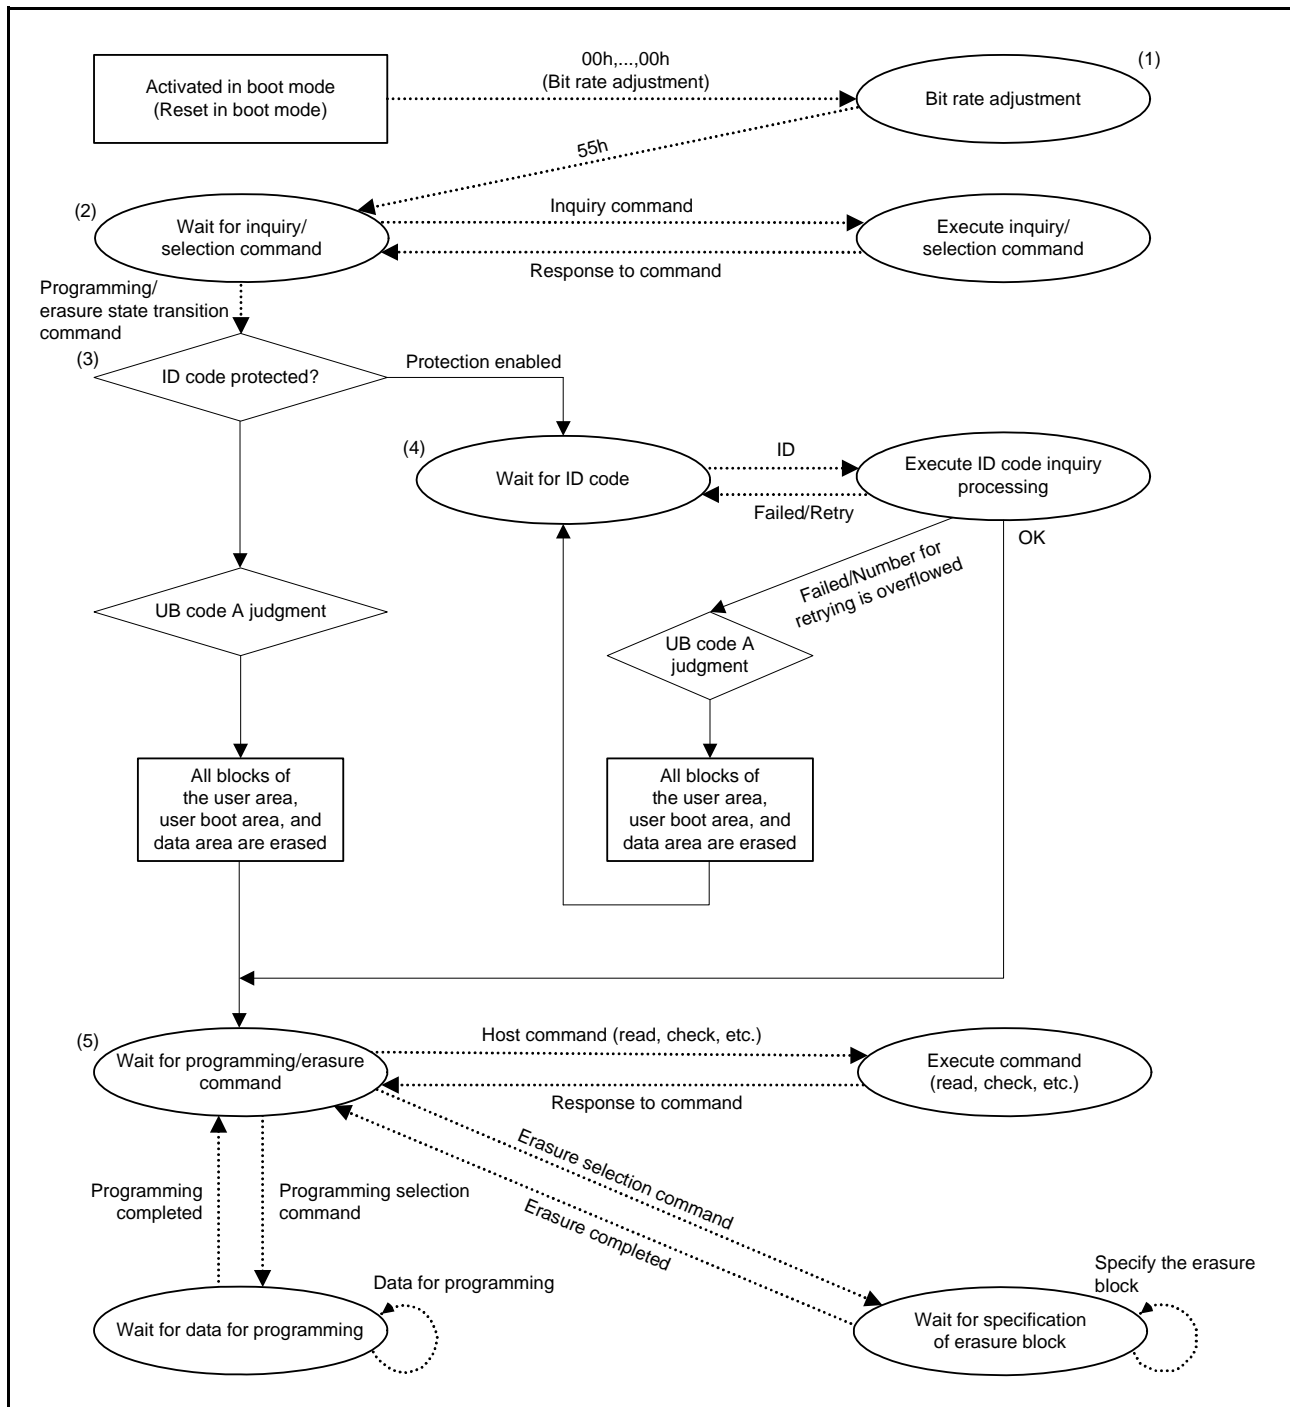 00h,...,00h
(Bit rate adjustment)
(1)
Activated in boot mode
(Reset in boot mode)
Bit rate adjustment
55h
(2)
Wait for inquiry/
selection command
Inquiry command
Response to command
Execute inquiry/
selection command
Programming/
erasure state transition
command
(3)
ID code protected?
Protection enabled
(4)
Wait for ID code
ID
Failed/Retry
Execute ID code inquiry
processing
OK
Failed/Number for
retrying is overflowed
UB code A judgment
UB code A
judgment
All blocks of
the user area,
user boot area, and
data area are erased
All blocks of
the user area,
user boot area, and
data area are erased
(5)
Wait for programming/erasure
command
Host command (read, check, etc.)
Response to command
Execute command
(read, check, etc.)
Erasure selection command
Erasure completed
Programming
completed
Programming selection
command
Data for programming
Wait for data for programming
Specify the erasure
block
Wait for specification
of erasure block